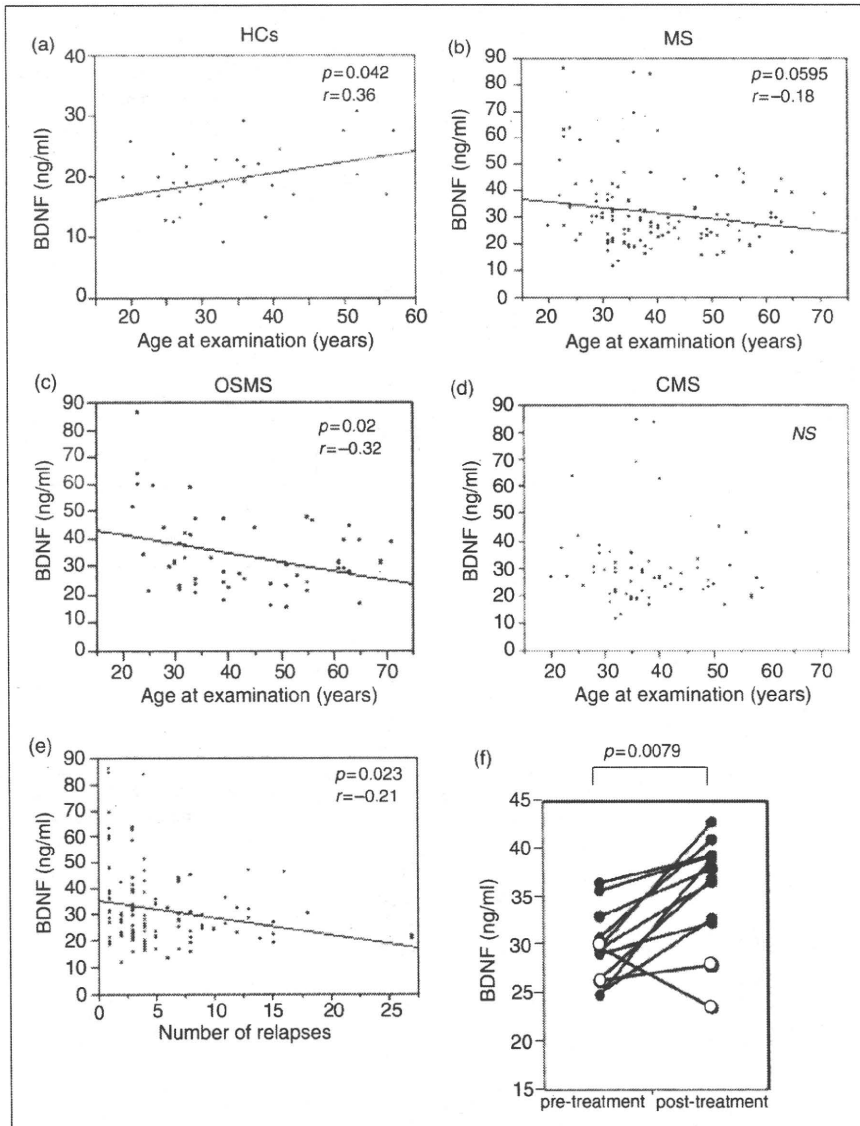 (a)
HCs
p=0.042
r=0.36
BDNF (ng/ml)
40
30
20
10
0
20 30 40 50 60
Age at examination (years)
(b)
MS
p=0.0595
r=−0.18
BDNF (ng/ml)
90
80
70
60
50
40
30
20
10
0
20 30 40 50 60 70
Age at examination (years)
(c)
OSMS
p=0.02
r=−0.32
BDNF (ng/ml)
90
80
70
60
50
40
30
20
10
0
20 30 40 50 60 70
Age at examination (years)
(d)
CMS
NS
BDNF (ng/ml)
90
80
70
60
50
40
30
20
10
0
20 30 40 50 60 70
Age at examination (years)
(e)
p=0.023
r=−0.21
BDNF (ng/ml)
90
80
70
60
50
40
30
20
10
0
0 5 10 15 20 25
Number of relapses
(f)
p=0.0079
BDNF (ng/ml)
45
40
35
30
25
20
15
pre-treatment post-treatment